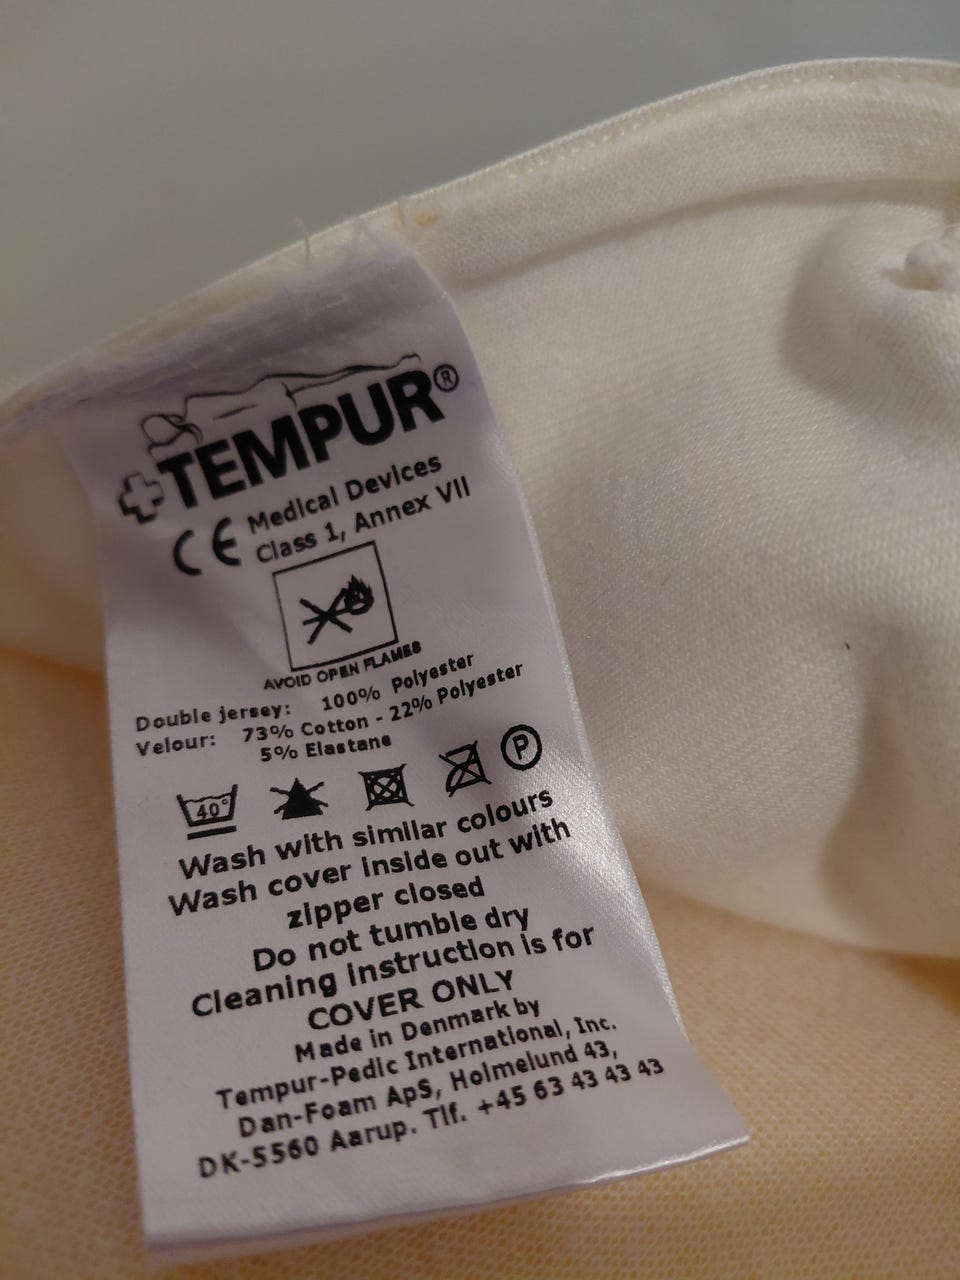 TEMPUR®
CE Medical Devices
Class 1, Annex VII
AVOID OPEN FLAMES
Double jersey: 100% Polyester
Velour: 73% Cotton - 22% Polyester
5% Elastane
40° P
Wash with similar colours
Wash cover inside out with
zipper closed
Do not tumble dry
Cleaning instruction is for
COVER ONLY
Made in Denmark by
Tempur-Pedic International, Inc.
Dan-Foam ApS, Holmelund 43,
DK-5560 Aarup. Tlf. +45 63 43 43 43